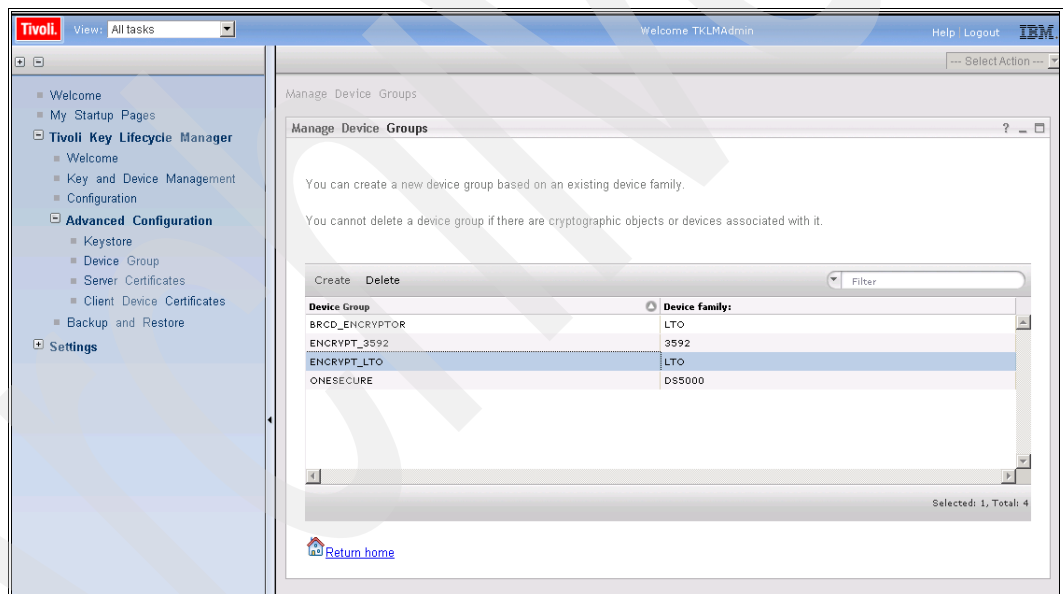 Tivoli. View: All tasks Welcome TKLMAdmin Help Logout IBM.
--- Select Action ---
Welcome
My Startup Pages
Tivoli Key Lifecycle Manager
Welcome
Key and Device Management
Configuration
Advanced Configuration
Keystore
Device Group
Server Certificates
Client Device Certificates
Backup and Restore
Settings
Manage Device Groups
Manage Device Groups
You can create a new device group based on an existing device family.
You cannot delete a device group if there are cryptographic objects or devices associated with it.
Create Delete Filter
Device Group Device family:
BRCD_ENCRYPTOR LTO
ENCRYPT_3592 3592
ENCRYPT_LTO LTO
ONESECURE DS5000
Selected: 1, Total: 4
Return home